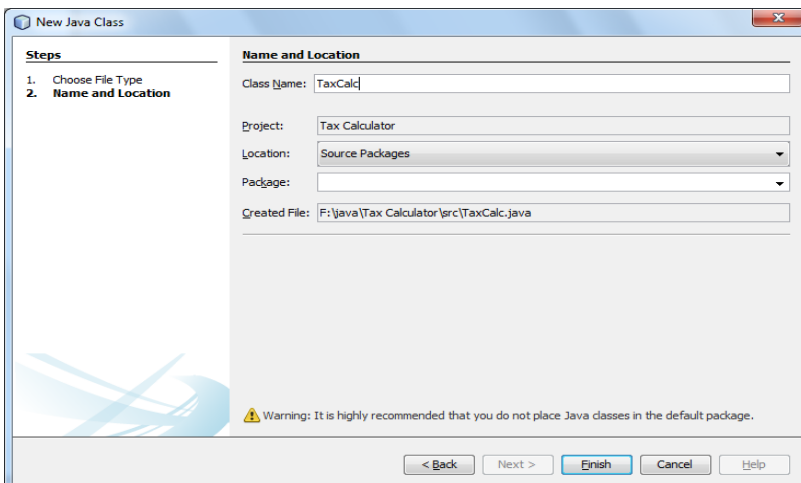 New Java Class
Steps
1. Choose File Type
2. Name and Location
Name and Location
Class Name: TaxCalc
Project: Tax Calculator
Location: Source Packages
Package:
Created File: F:\java\Tax Calculator\src\TaxCalc.java
Warning: It is highly recommended that you do not place Java classes in the default package.
< Back Next > Finish Cancel Help